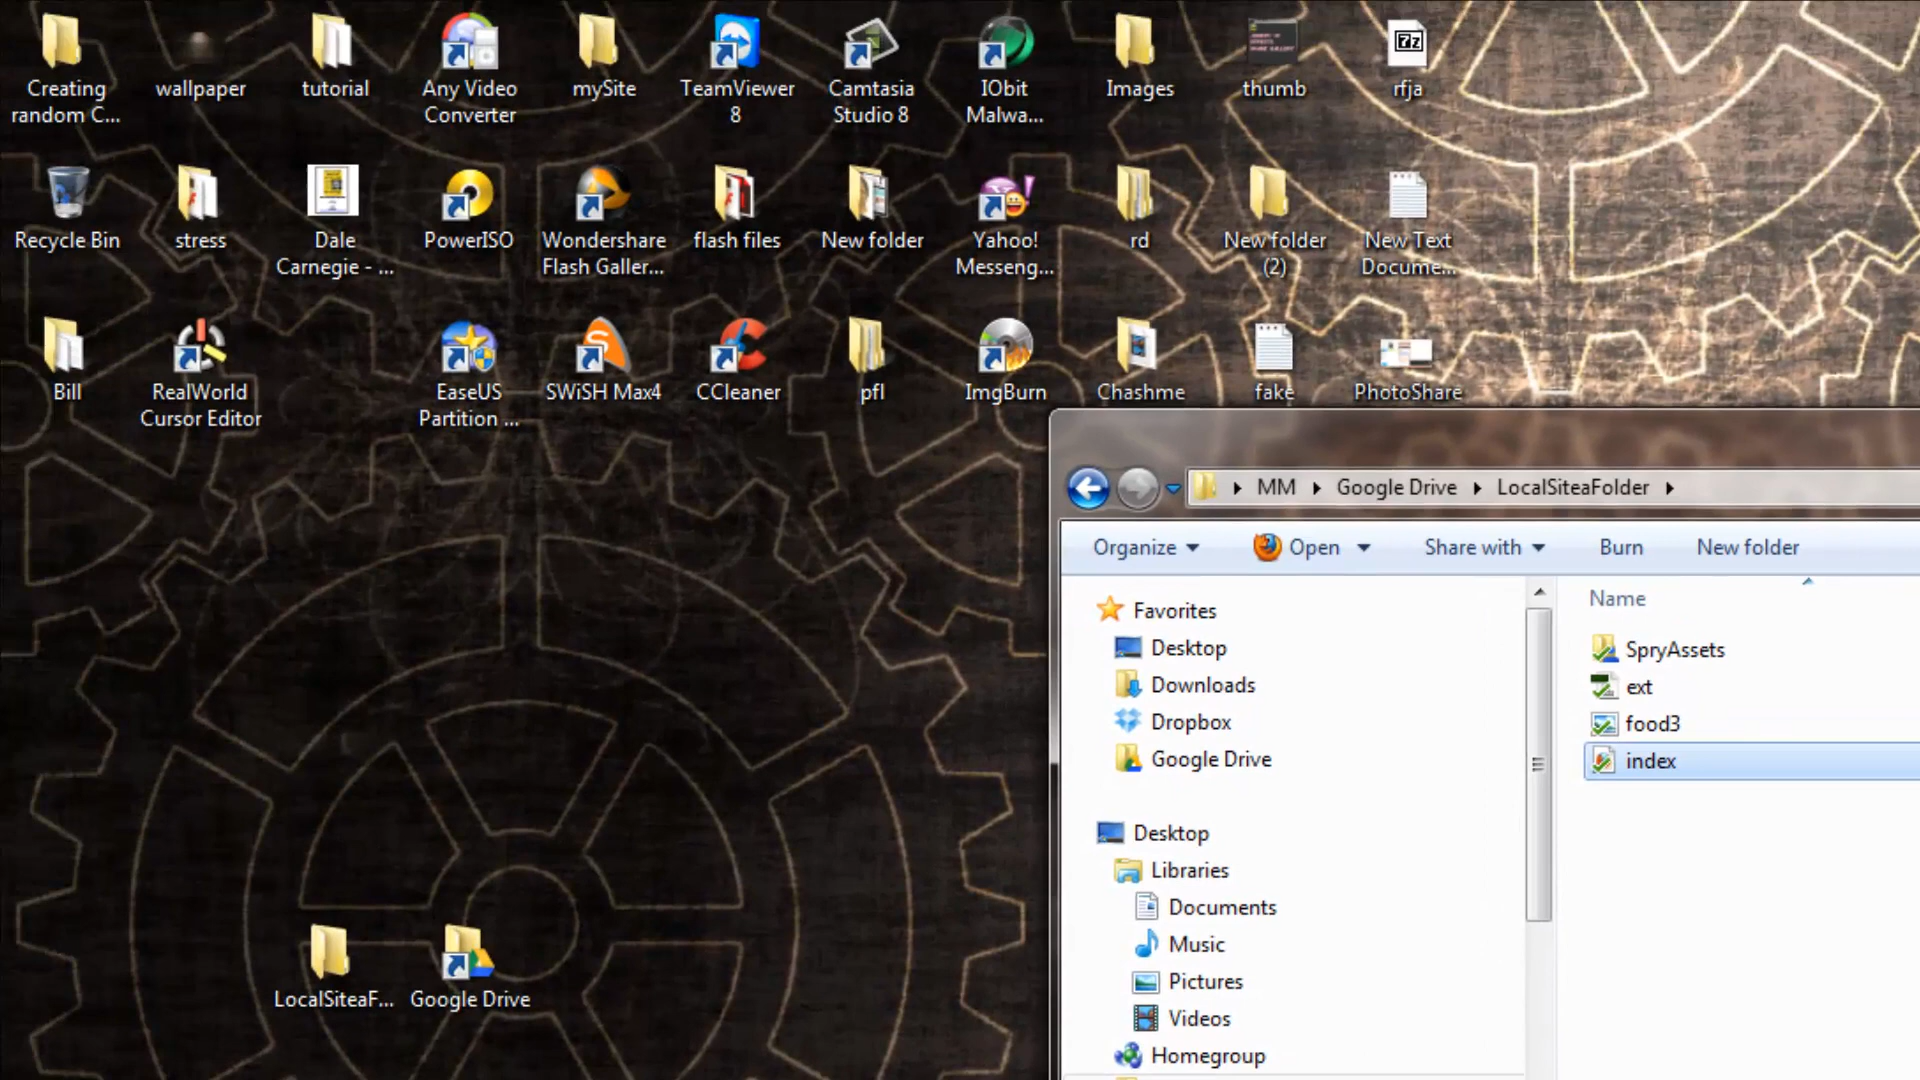 Creating
random C...
wallpaper
tutorial
Any Video
Converter
mySite
TeamViewer
8
Camtasia
Studio 8
IObit
Malwa...
Images
thumb
7z
rfja
Recycle Bin
stress
Dale
Carnegie - ...
PowerISO
Wondershare
Flash Galler...
flash files
New folder
Yahoo!
Messeng...
rd
New folder
(2)
New Text
Docume...
Bill
RealWorld
Cursor Editor
EaseUS
Partition ...
SWiSH Max4
CCleaner
pfl
ImgBurn
Chashme
fake
PhotoShare
MM Google Drive LocalSiteaFolder
Organize Open Share with Burn New folder
Favorites
Desktop
Downloads
Dropbox
Google Drive
Desktop
Libraries
Documents
Music
Pictures
Videos
Homegroup
Name
SpryAssets
ext
food3
index
LocalSiteaF...
Google Drive